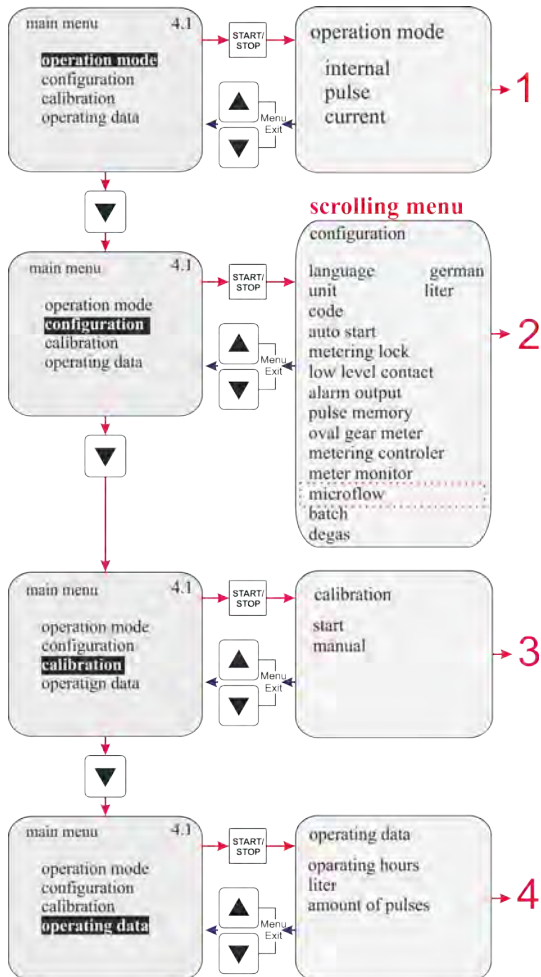 main menu 4.1
operation mode
configuration
calibration
operating data
START/
STOP
Menu
Exit
operation mode
internal
pulse
current
1
scrolling menu
main menu 4.1
operation mode
configuration
calibration
operating data
START/
STOP
Menu
Exit
configuration
language german
unit liter
code
auto start
metering lock
low level contact
alarm output
pulse memory
oval gear meter
metering controler
meter monitor
microflow
batch
degas
2
main menu 4.1
operation mode
configuration
calibration
operatign data
START/
STOP
Menu
Exit
calibration
start
manual
3
main menu 4.1
operation mode
configuration
calibration
operating data
START/
STOP
Menu
Exit
operating data
oparating hours
liter
amount of pulses
4